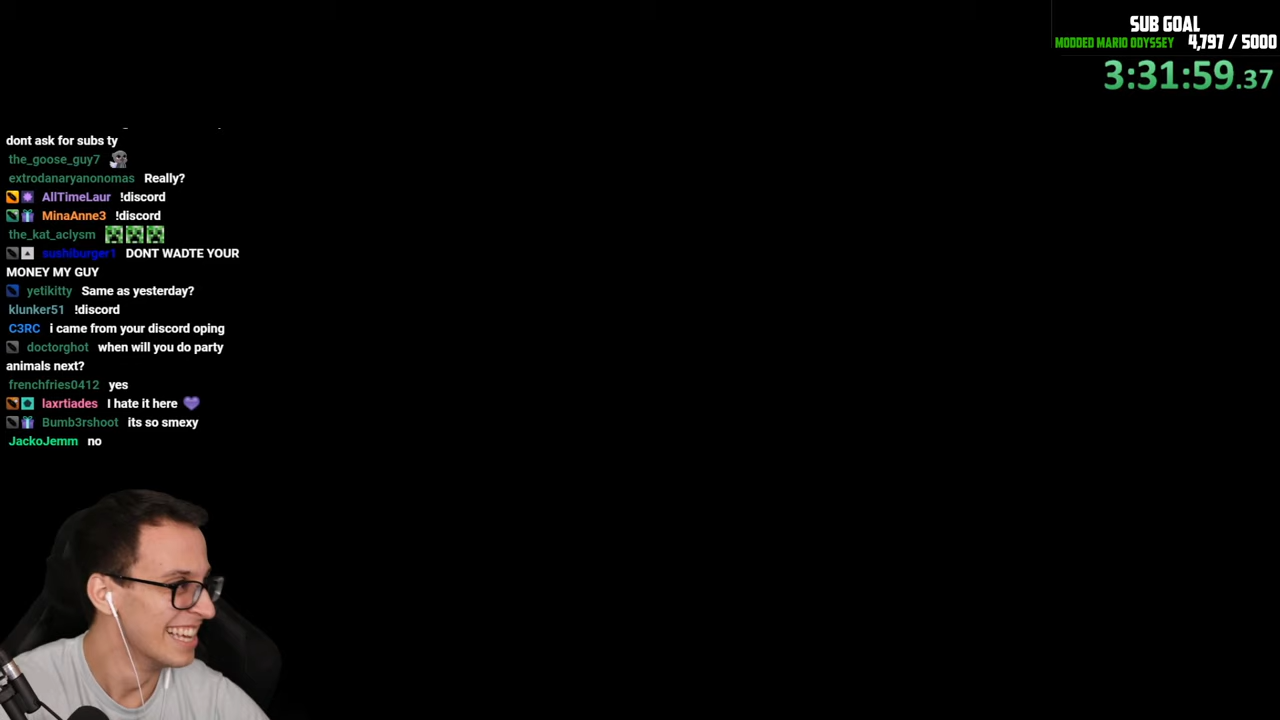 SUB GOAL
MODDED MARIO ODYSSEY 4,797 / 5000
3:31:59.37
dont ask for subs ty
the_goose_guy7
extrodanaryanonomas Really?
AllTimeLaur !discord
MinaAnne3 !discord
the_kat_aclysm
sushiburger1 DONT WADTE YOUR
MONEY MY GUY
yetikitty Same as yesterday?
klunker51 !discord
C3RC i came from your discord oping
doctorghot when will you do party
animals next?
frenchfries0412 yes
laxrtiades I hate it here 💜
Bumb3rshoot its so smexy
JackoJemm no